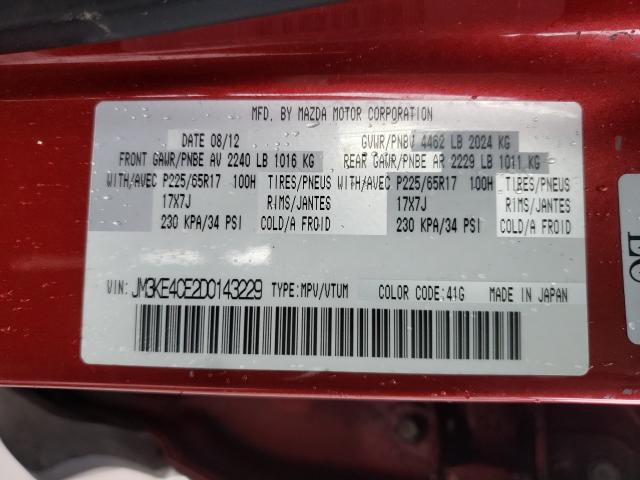 MFD. BY MAZDA MOTOR CORPORATION
DATE 08/12 GVWR/PNBV 4462 LB 2024 KG
FRONT GAWR/PNBE AV 2240 LB 1016 KG REAR GAWR/PNBE AR 2229 LB 1011 KG
WITH/AVEC P225/65R17 100H TIRES/PNEUS WITH/AVEC P225/65R17 100H TIRES/PNEUS
17X7J RIMS/JANTES 17X7J RIMS/JANTES
230 KPA/34 PSI COLD/A FROID 230 KPA/34 PSI COLD/A FROID
VIN: JM3KE4CE2D0143229 TYPE:MPV/VTUM COLOR CODE:41G MADE IN JAPAN